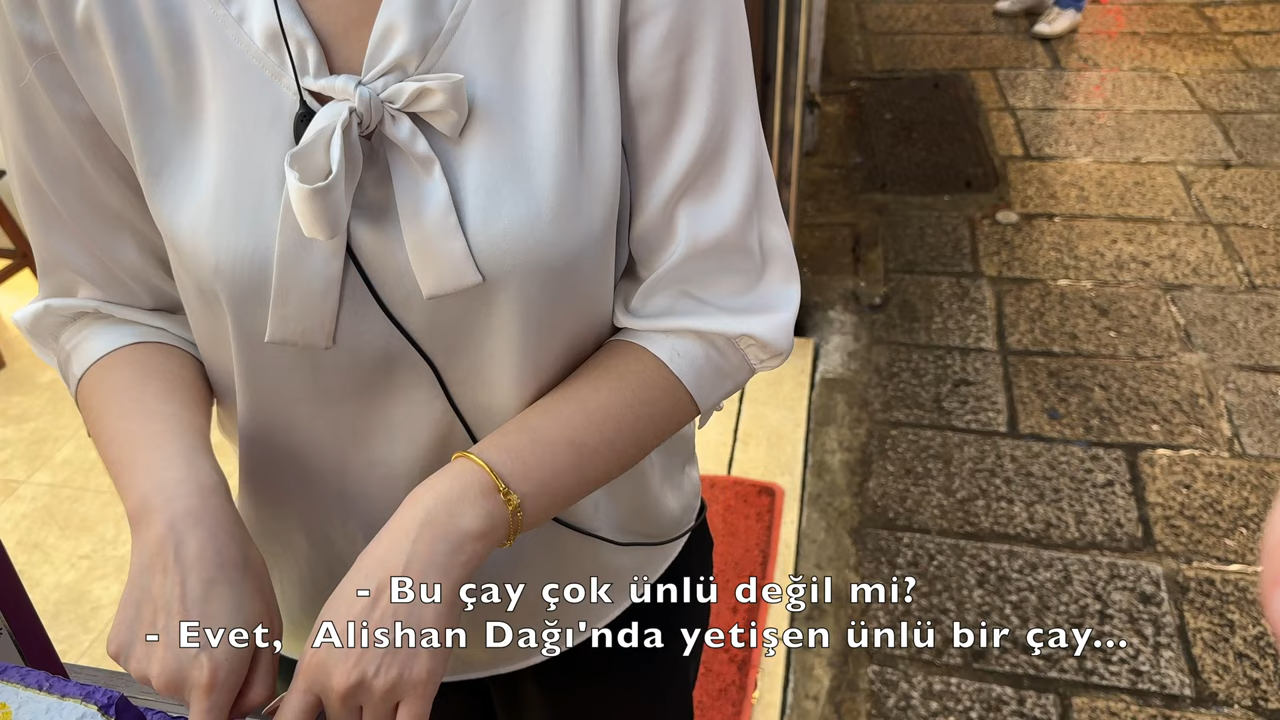 - Bu çay çok ünlü değil mi?
- Evet,  Alishan Dağı'nda yetişen ünlü bir çay...